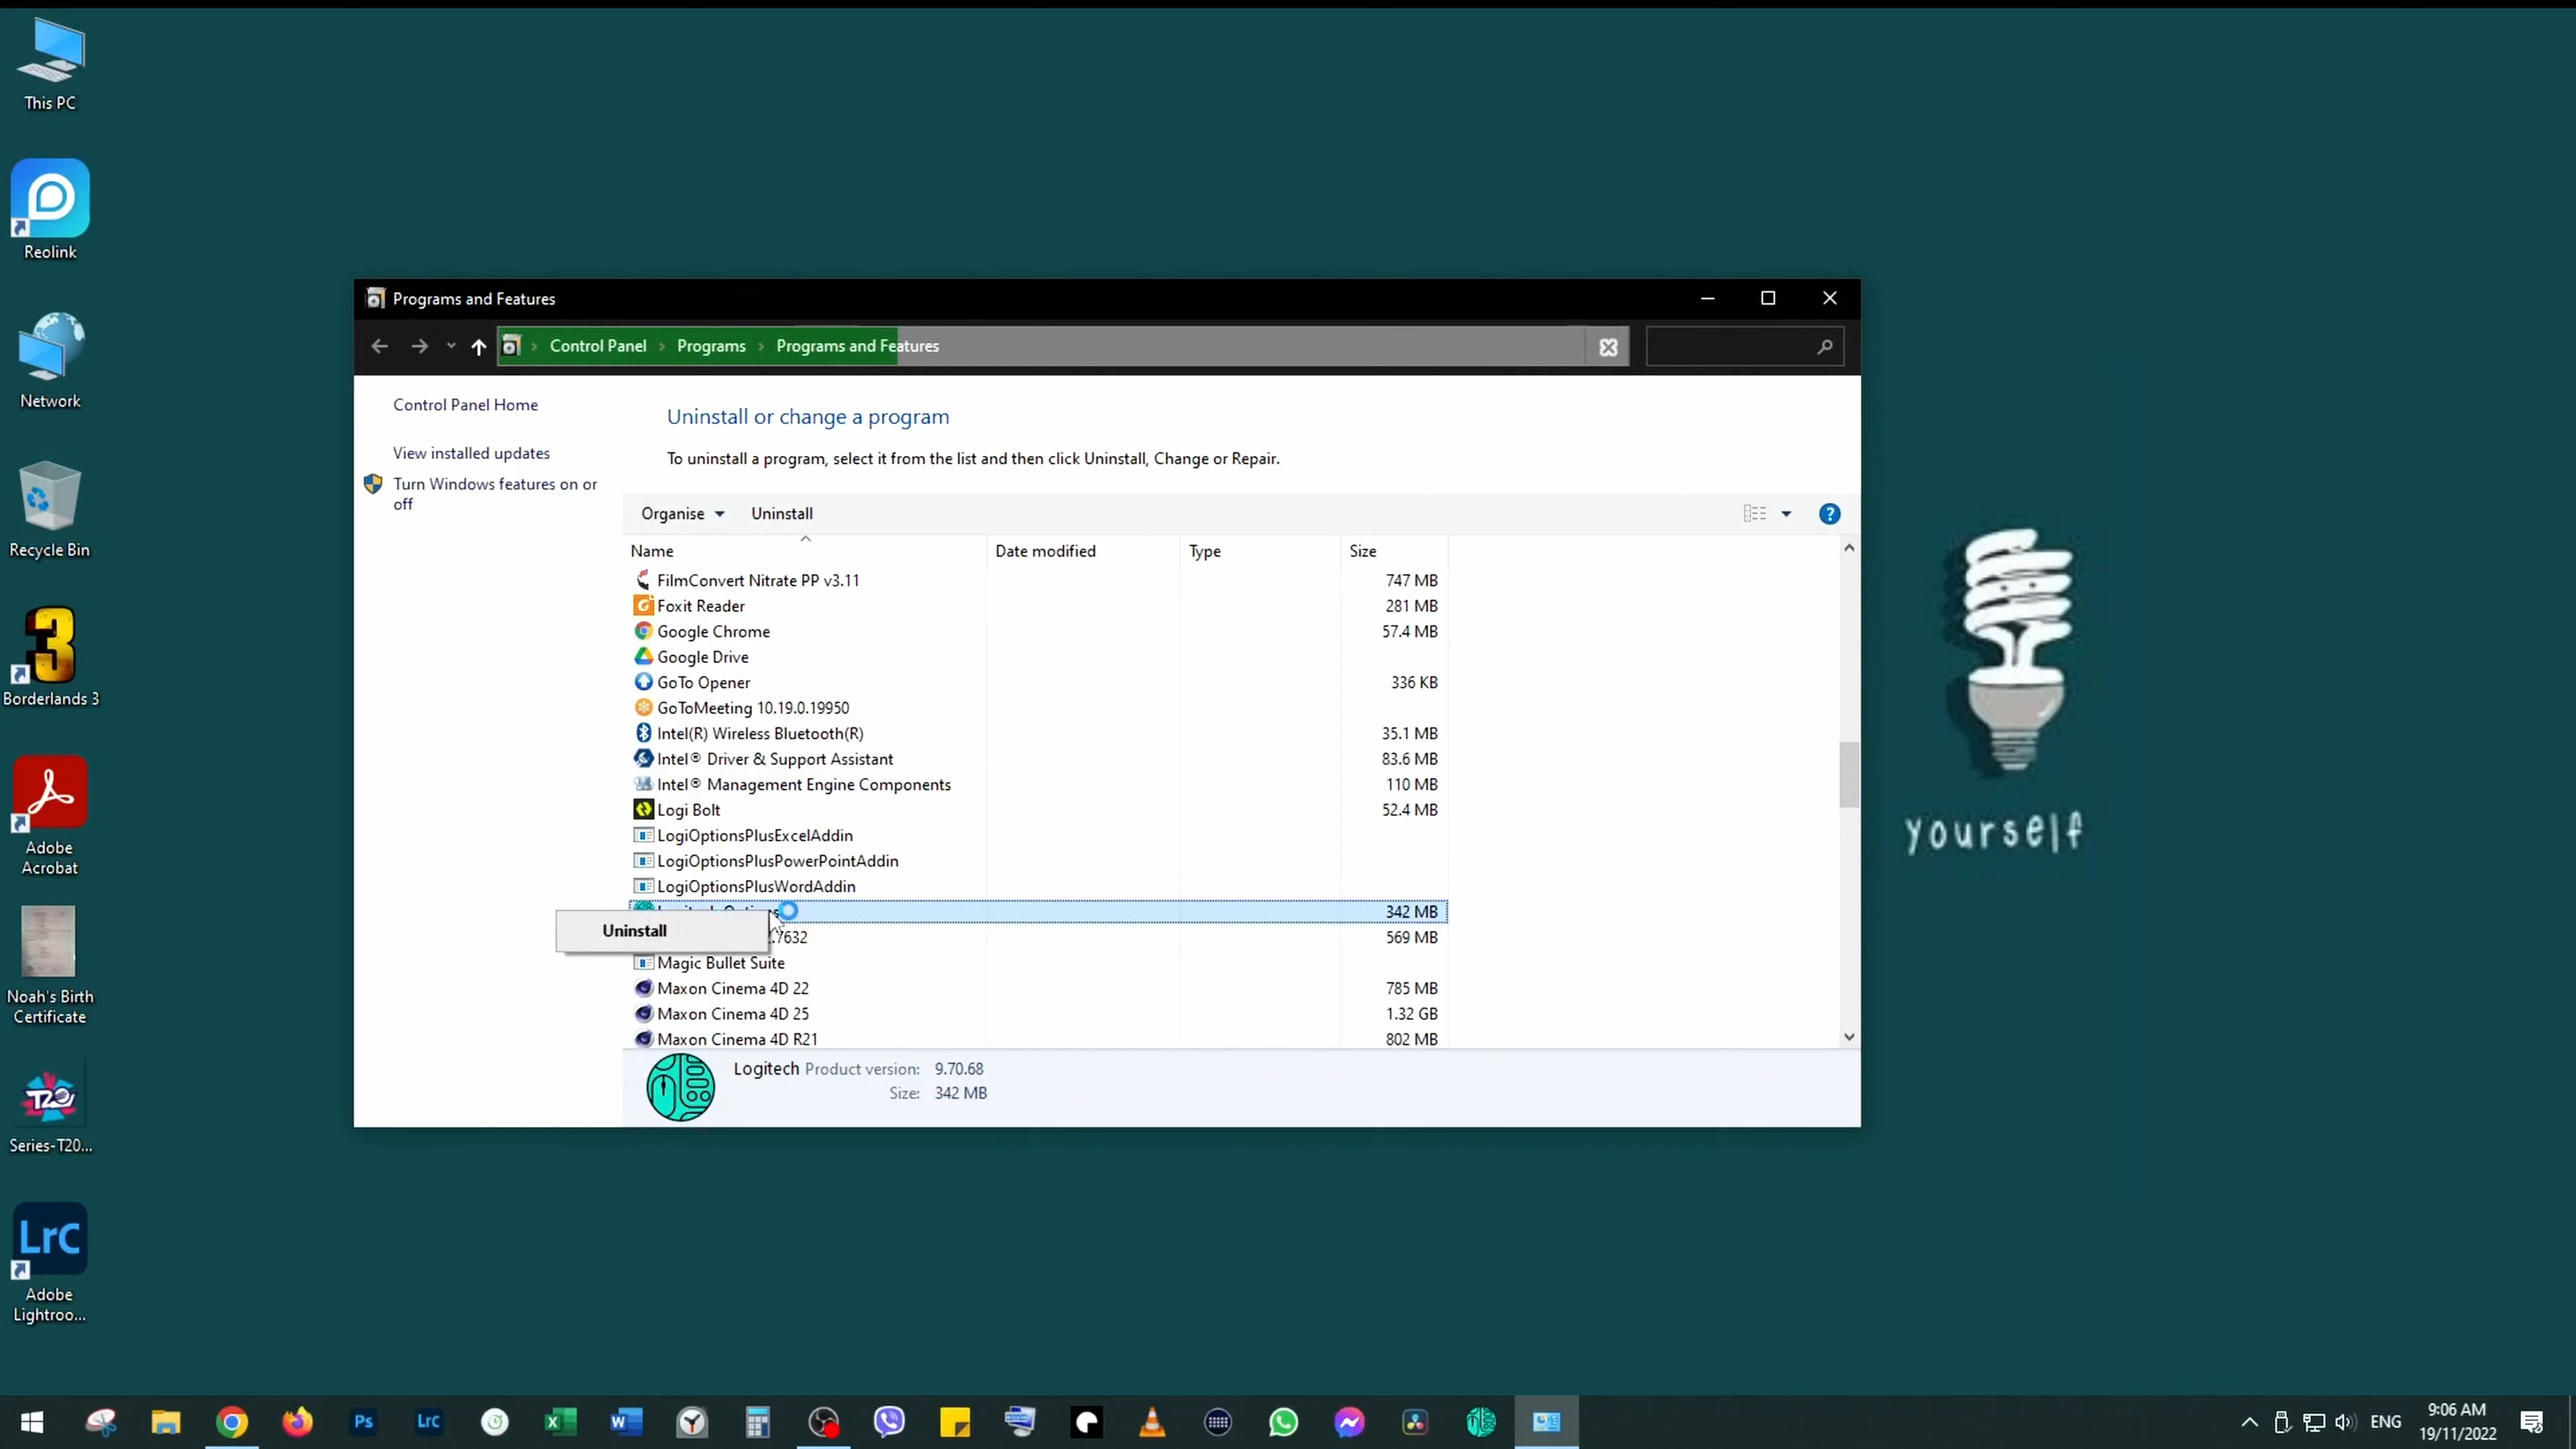 This PC
Reolink
Network
Recycle Bin
Borderlands 3
Adobe
Acrobat
Noah's Birth
Certificate
Series-T20...
LrC
Adobe
Lightroo...
Programs and Features
Control Panel > Programs > Programs and Features
Control Panel Home
View installed updates
Turn Windows features on or
off
Uninstall or change a program
To uninstall a program, select it from the list and then click Uninstall, Change or Repair.
Organise Uninstall
Name Date modified Type Size
FilmConvert Nitrate PP v3.11 747 MB
Foxit Reader 281 MB
Google Chrome 57.4 MB
Google Drive
GoTo Opener 336 KB
GoToMeeting 10.19.0.19950
Intel(R) Wireless Bluetooth(R) 35.1 MB
Intel® Driver & Support Assistant 83.6 MB
Intel® Management Engine Components 110 MB
Logi Bolt 52.4 MB
LogiOptionsPlusExcelAddin
LogiOptionsPlusPowerPointAddin
LogiOptionsPlusWordAddin
Logitech Options 342 MB
Uninstall
.7632 569 MB
Magic Bullet Suite
Maxon Cinema 4D 22 785 MB
Maxon Cinema 4D 25 1.32 GB
Maxon Cinema 4D R21 802 MB
Logitech Product version: 9.70.68
Size: 342 MB
yourself
Ps
LrC
ENG
9:06 AM
19/11/2022